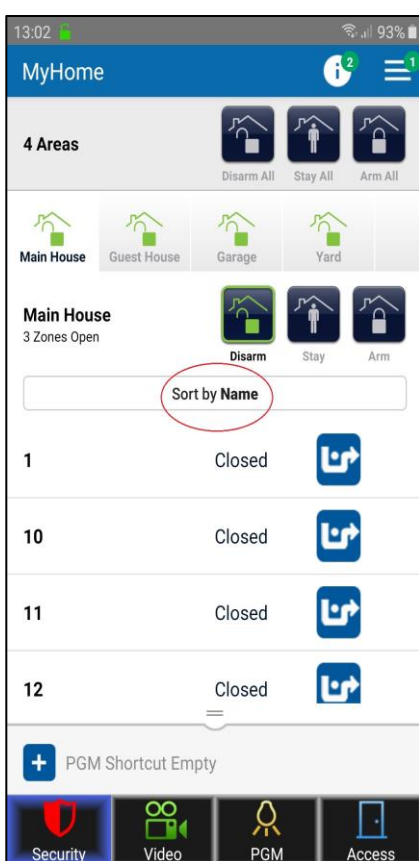 13:02 93%
MyHome 2 1
4 Areas
Disarm All Stay All Arm All
Main House Guest House Garage Yard
Main House
3 Zones Open
Disarm Stay Arm
Sort by Name
1 Closed
10 Closed
11 Closed
12 Closed
PGM Shortcut Empty
Security Video PGM Access